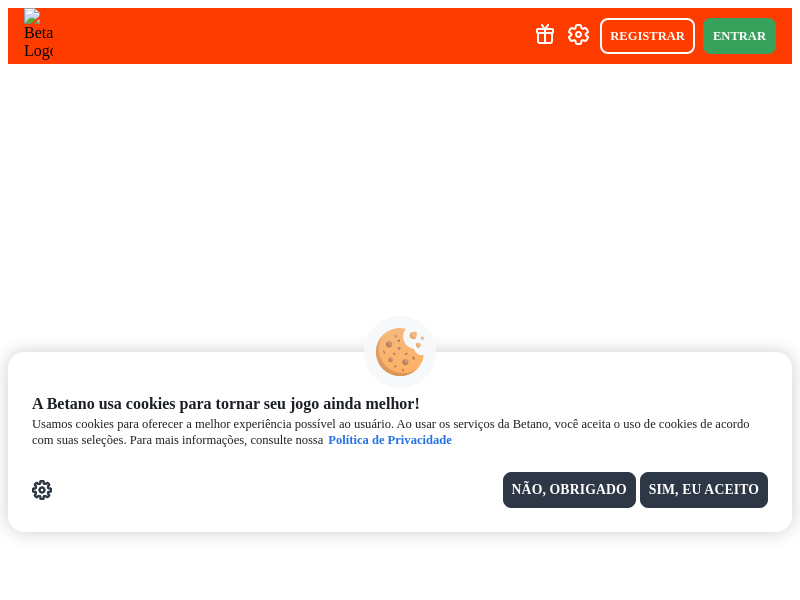 Betano
Logo
REGISTRAR
ENTRAR
A Betano usa cookies para tornar seu jogo ainda melhor!
Usamos cookies para oferecer a melhor experiência possível ao usuário. Ao usar os serviços da Betano, você aceita o uso de cookies de acordo
com suas seleções. Para mais informações, consulte nossa Política de Privacidade
NÃO, OBRIGADO
SIM, EU ACEITO